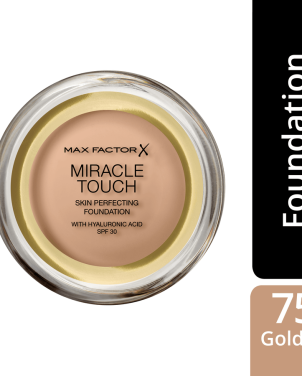 MAX FACTOR X
MIRACLE
TOUCH
SKIN PERFECTING
FOUNDATION
WITH HYALURONIC ACID
SPF 30
Foundation
75
Gold